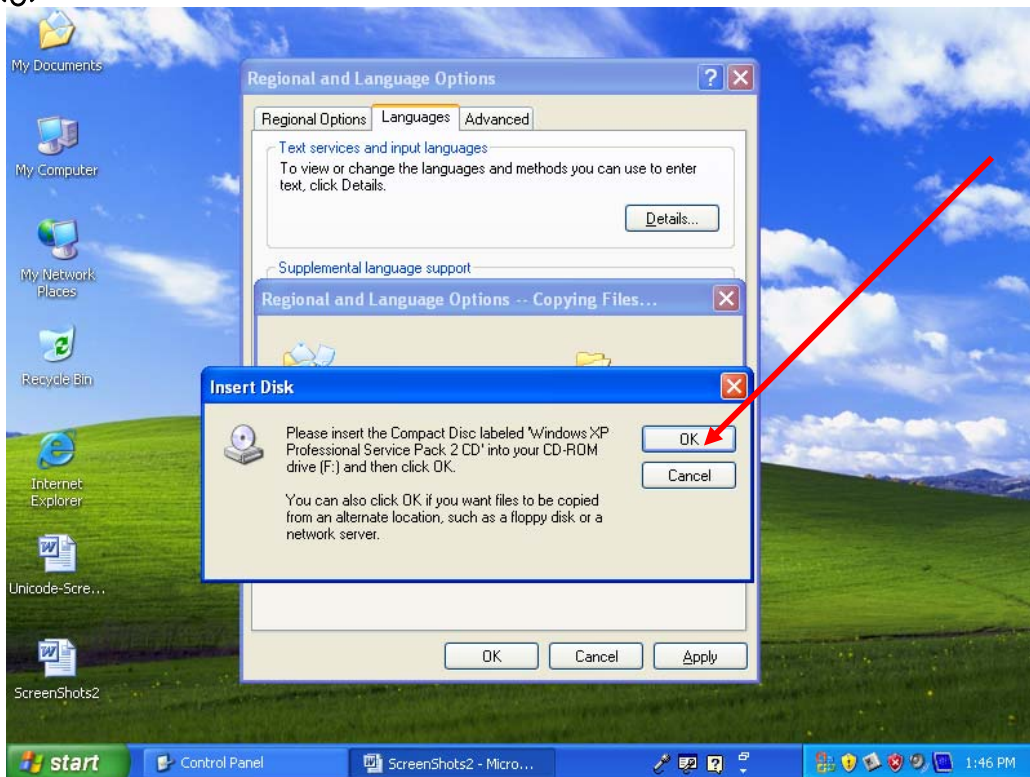 My Documents
My Computer
My Network
Places
Recycle Bin
Internet
Explorer
Unicode-Scre...
ScreenShots2
Regional and Language Options
Regional Options
Languages
Advanced
Text services and input languages
To view or change the languages and methods you can use to enter
text, click Details.
Details...
Supplemental language support
Regional and Language Options -- Copying Files...
Insert Disk
Please insert the Compact Disc labeled 'Windows XP
Professional Service Pack 2 CD' into your CD-ROM
drive (F:) and then click OK.
You can also click OK if you want files to be copied
from an alternate location, such as a floppy disk or a
network server.
OK
Cancel
OK
Cancel
Apply
start
Control Panel
ScreenShots2 - Micro...
1:46 PM